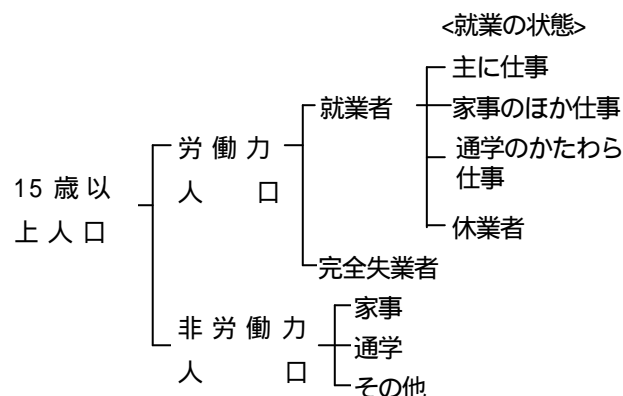 <就業の状態>
主に仕事
就業者
家事のほか仕事
労働力
人口
通学のかたわら
仕事
15歳以
上人口
休業者
完全失業者
家事
非労働力
人口
通学
その他